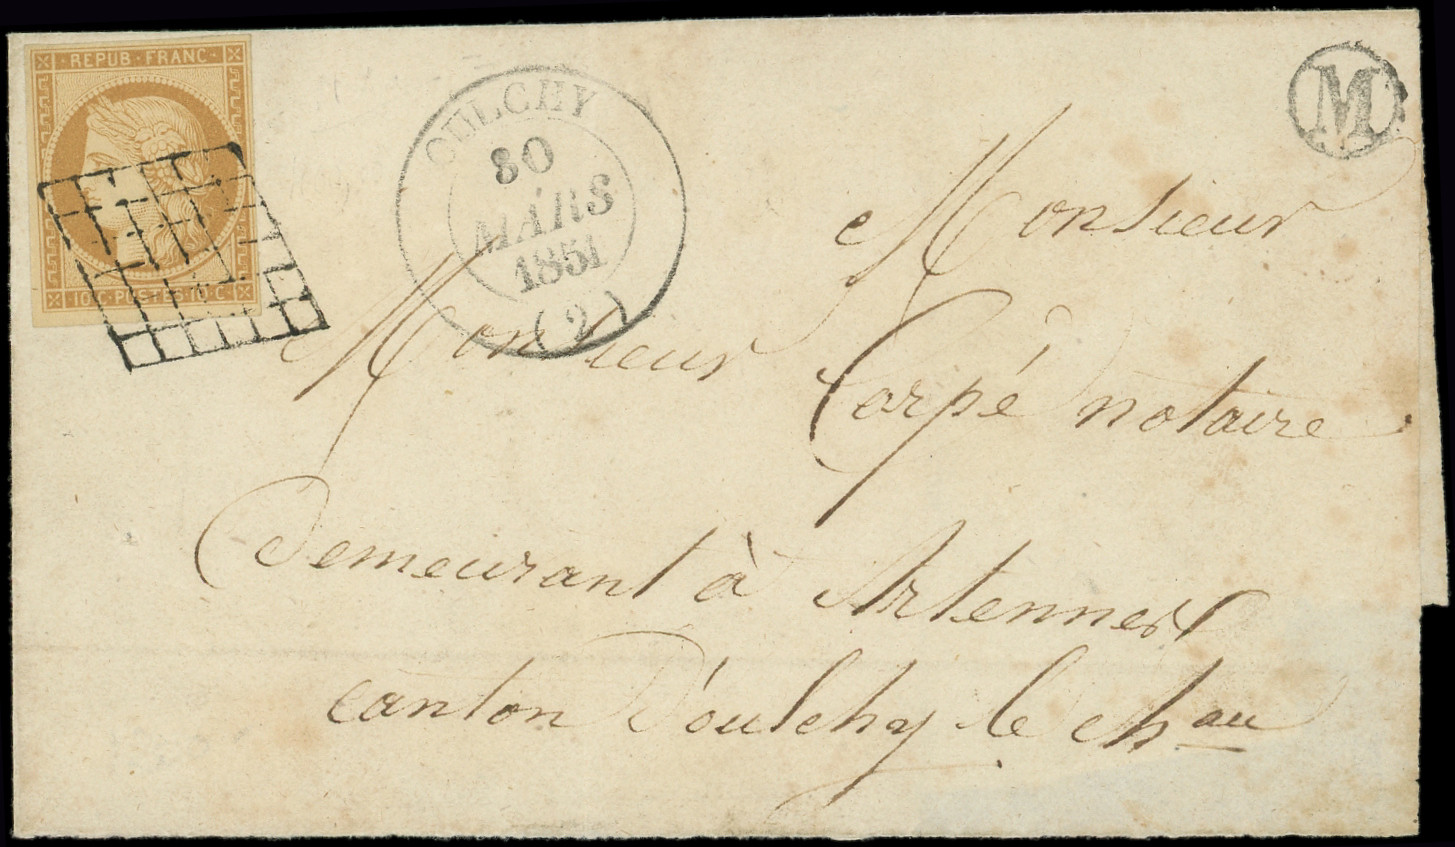 REPUB·FRANC·
10·C·POSTES·10·C·
OULCHY
30
MARS
1851
(2)
M
Monsieur
Monsieur Carpé notaire
Demeurant à Artennes
canton D'oulchy le chau